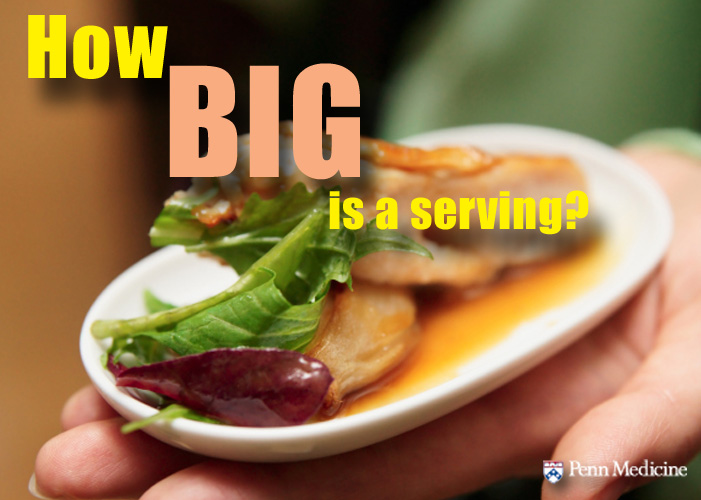 How
BIG
is a serving?
Penn Medicine